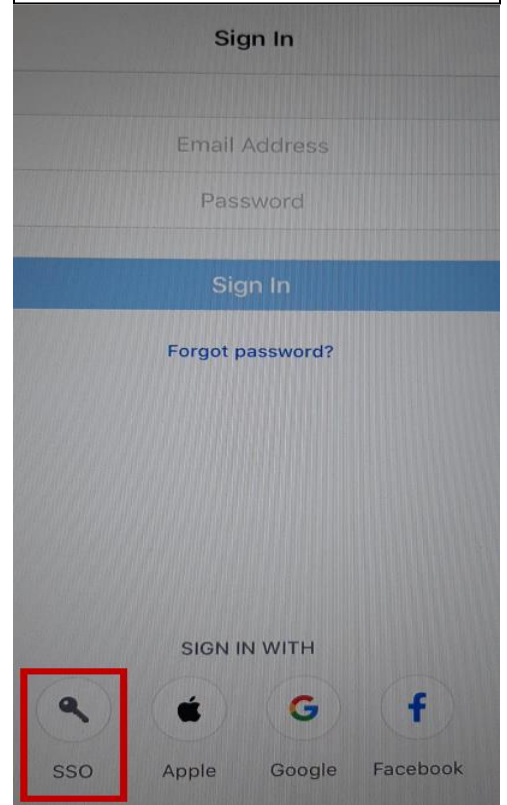 Sign In
Email Address
Password
Sign In
Forgot password?
SIGN IN WITH
SSO Apple Google Facebook